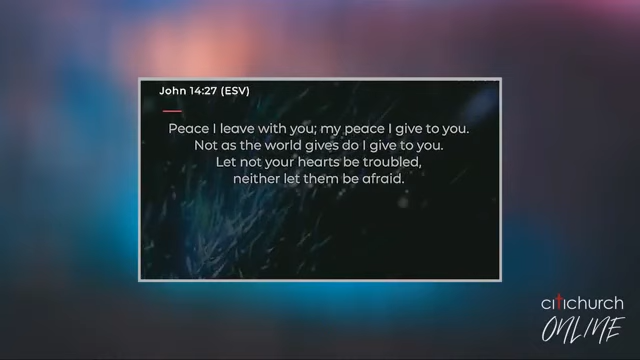 John 14:27 (ESV)
Peace I leave with you; my peace I give to you.
Not as the world gives do I give to you.
Let not your hearts be troubled,
neither let them be afraid.
citichurch
ONLINE